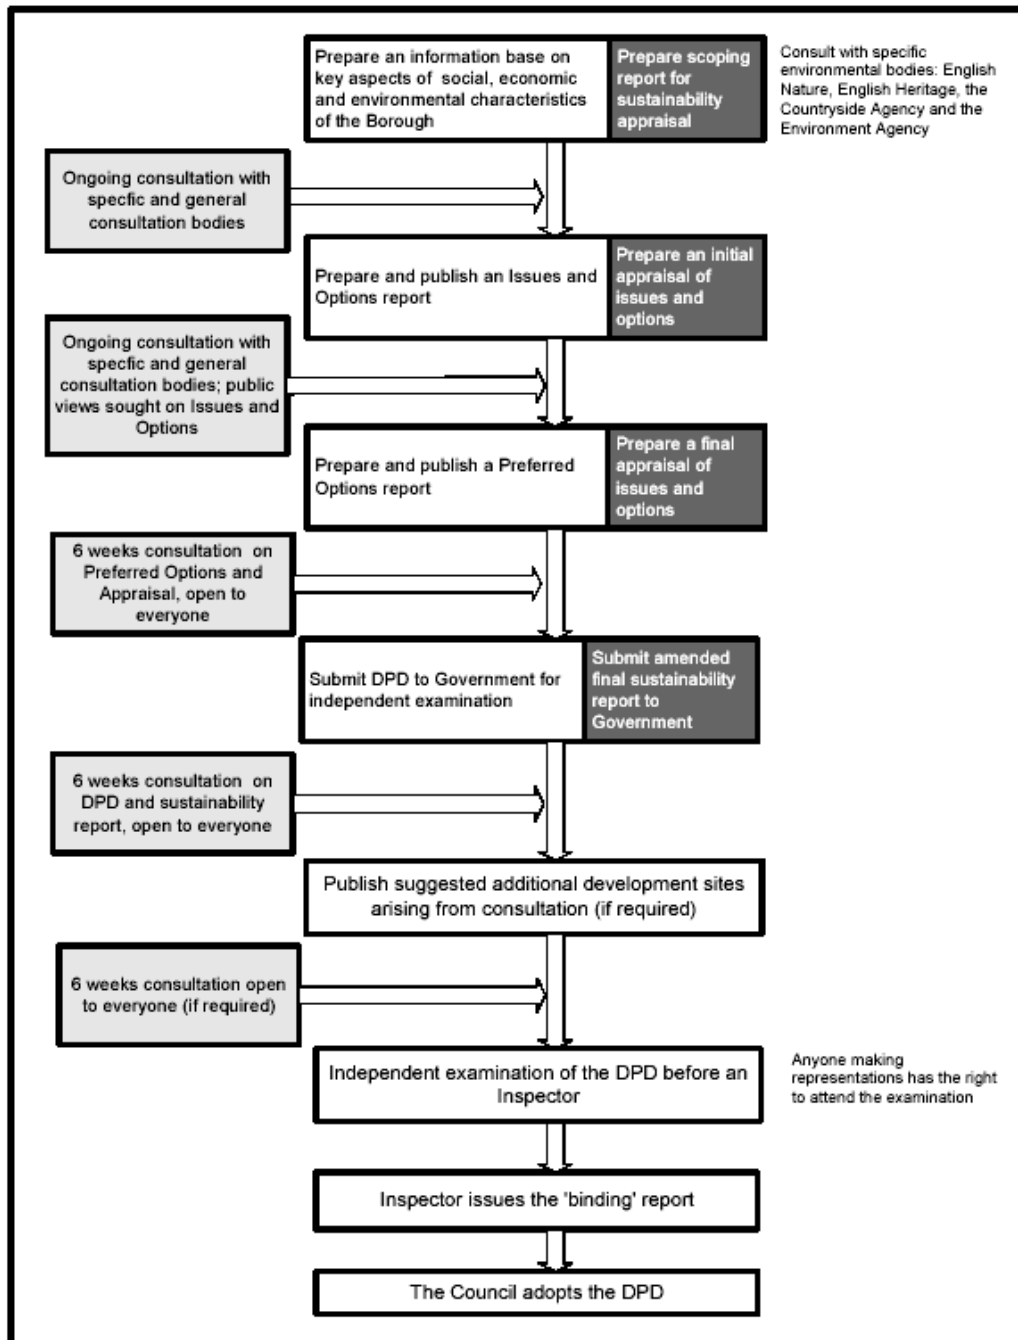 Prepare an information base on
key aspects of social, economic
and environmental characteristics
of the Borough
Prepare scoping
report for
sustainability
appraisal
Consult with specific
environmental bodies: English
Nature, English Heritage, the
Countryside Agency and the
Environment Agency
Ongoing consultation with
specfic and general
consultation bodies
Prepare and publish an Issues and
Options report
Prepare an initial
appraisal of
issues and
options
Ongoing consultation with
specfic and general
consultation bodies; public
views sought on Issues and
Options
Prepare and publish a Preferred
Options report
Prepare a final
appraisal of
issues and
options
6 weeks consultation on
Preferred Options and
Appraisal, open to
everyone
Submit DPD to Government for
independent examination
Submit amended
final sustainability
report to
Government
6 weeks consultation on
DPD and sustainability
report, open to everyone
Publish suggested additional development sites
arising from consultation (if required)
6 weeks consultation open
to everyone (if required)
Independent examination of the DPD before an
Inspector
Anyone making
representations has the right
to attend the examination
Inspector issues the 'binding' report
The Council adopts the DPD